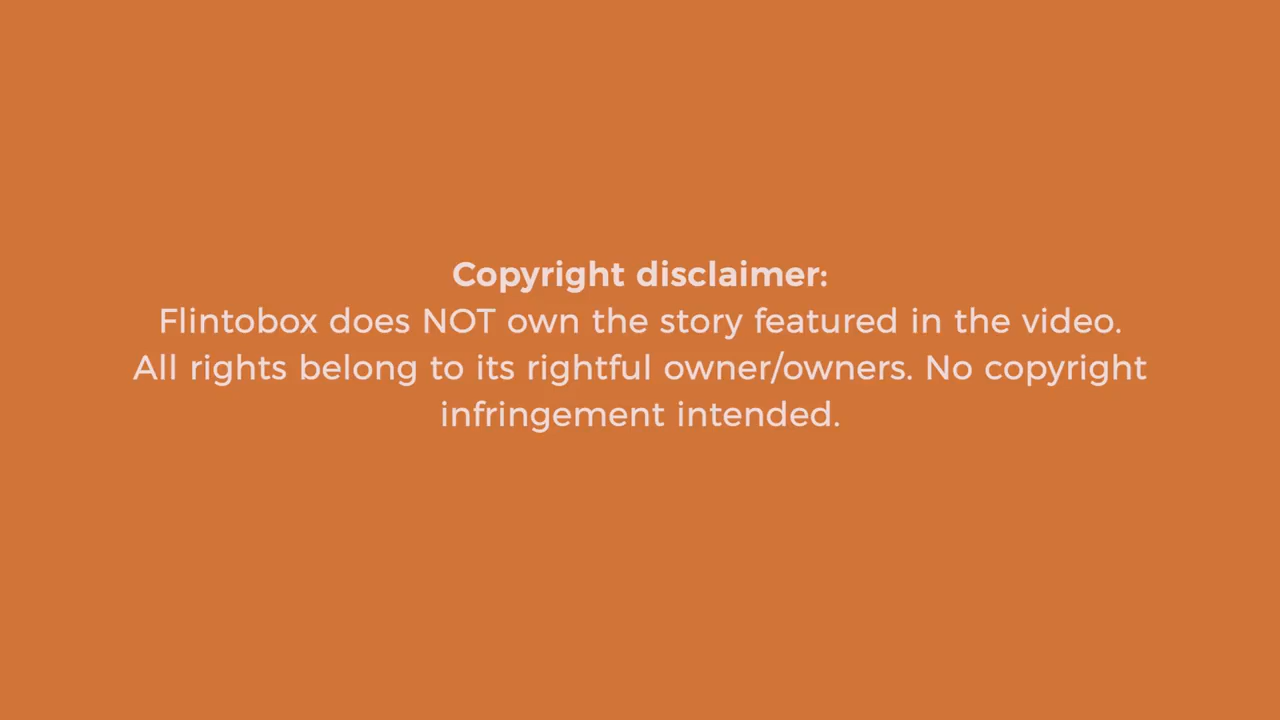 Copyright disclaimer:
Flintobox does NOT own the story featured in the video.
All rights belong to its rightful owner/owners. No copyright
infringement intended.